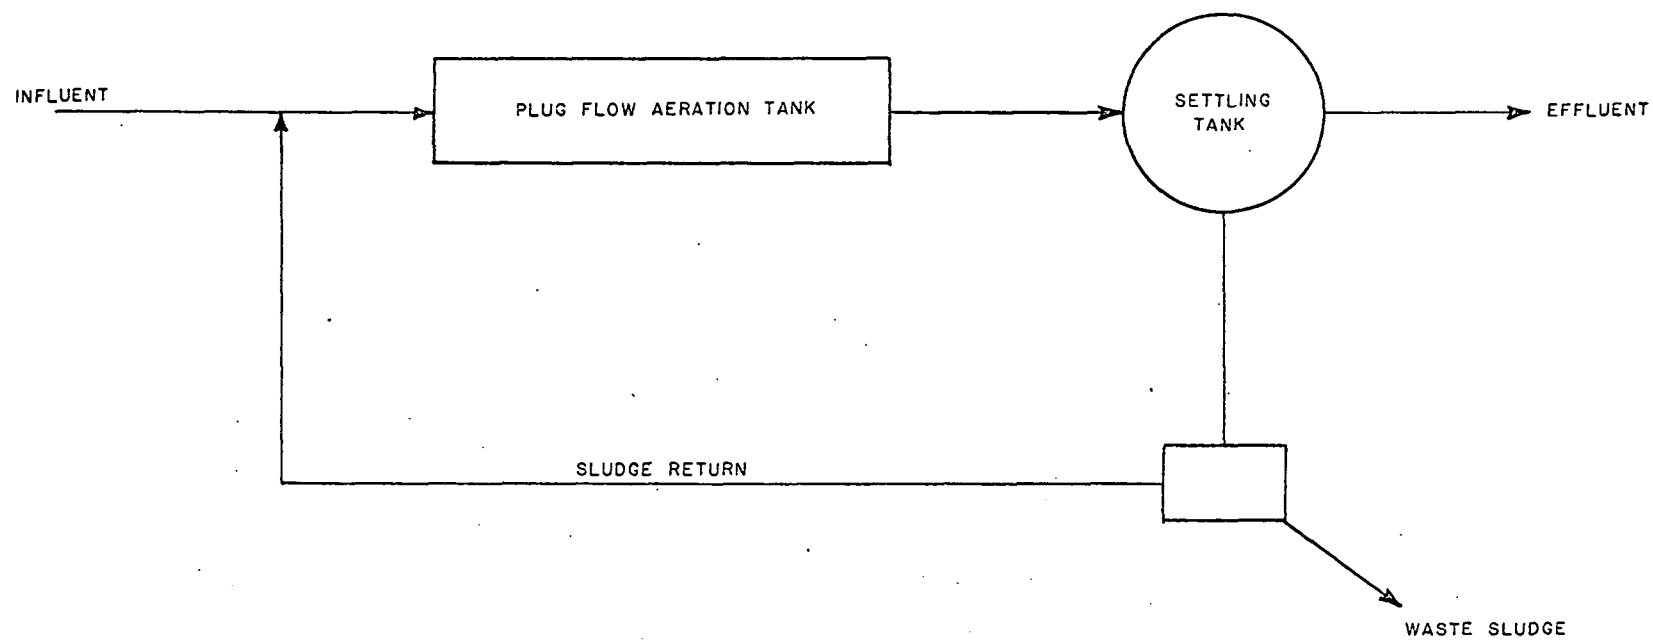 INFLUENT
PLUG FLOW AERATION TANK
SETTLING
TANK
EFFLUENT
SLUDGE RETURN
WASTE SLUDGE